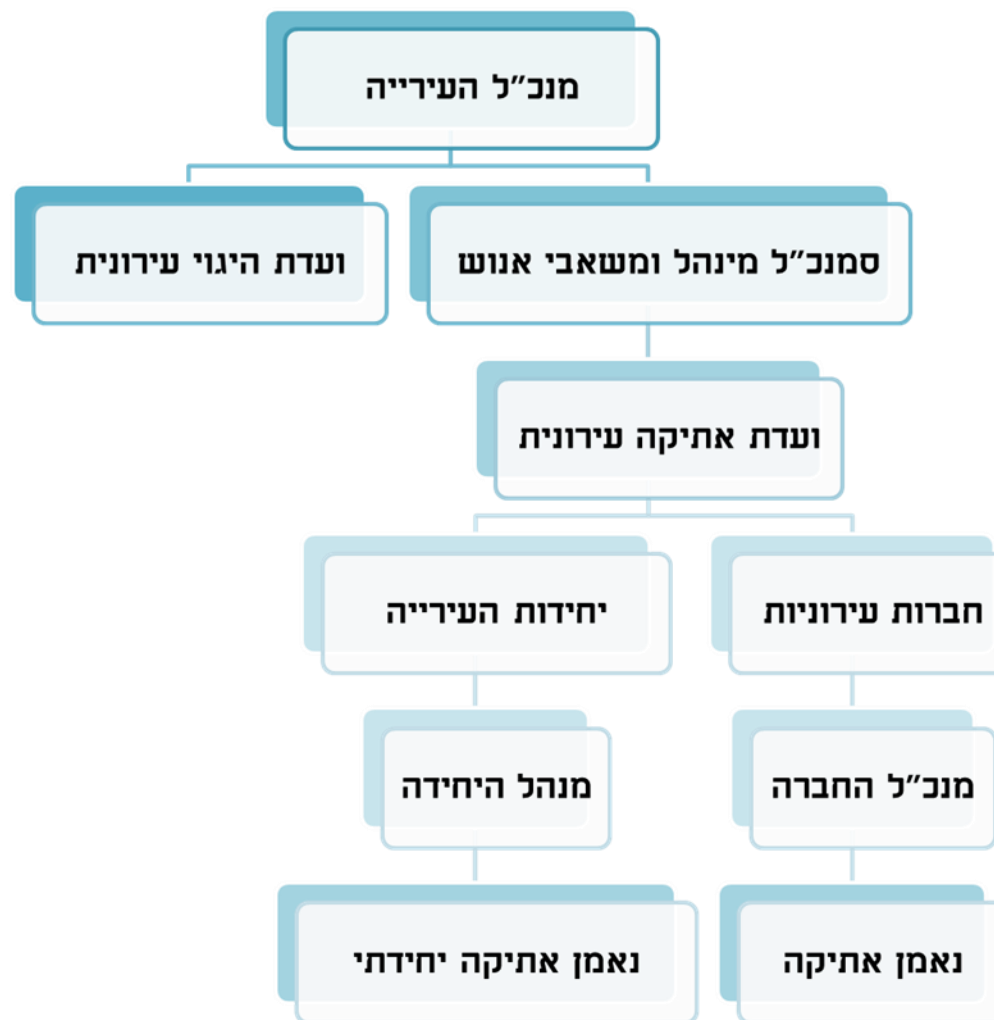 מנכ"ל העירייה
סמנכ"ל מינהל ומשאבי אנוש
ועדת היגוי עירונית
ועדת אתיקה עירונית
חברות עירוניות
יחידות העירייה
מנכ"ל החברה
מנהל היחידה
נאמן אתיקה
נאמן אתיקה יחידתי